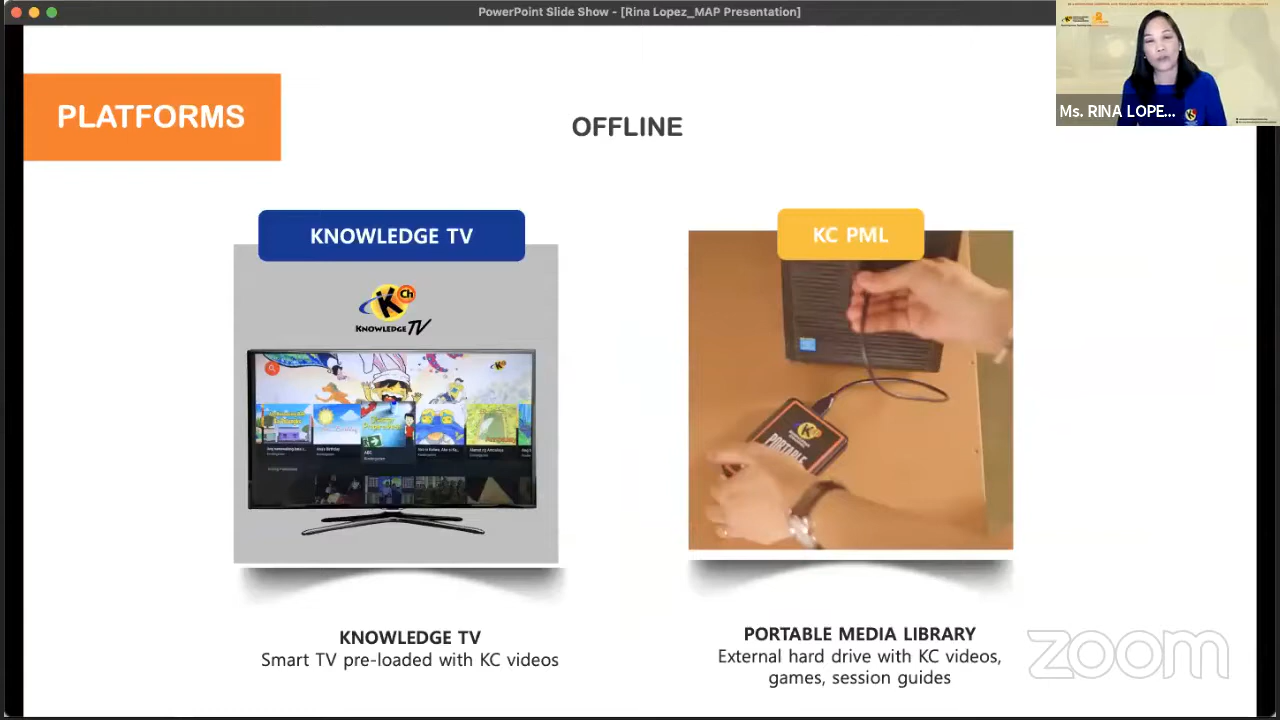 PowerPoint Slide Show - [Rina Lopez_MAP Presentation]
Ms. RINA LOPE...
PLATFORMS
OFFLINE
KNOWLEDGE TV
KC PML
K Ch
KNOWLEDGE TV
PORTABLE
KNOWLEDGE TV
Smart TV pre-loaded with KC videos
PORTABLE MEDIA LIBRARY
External hard drive with KC videos,
games, session guides
zoom